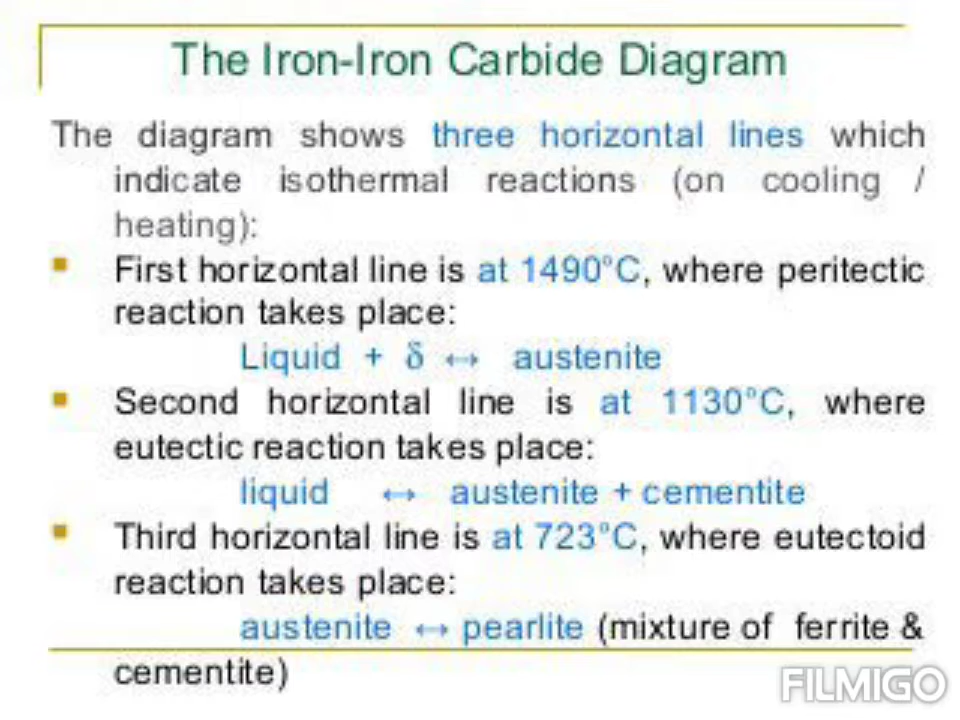 The Iron-Iron Carbide Diagram
The diagram shows three horizontal lines which
indicate isothermal reactions (on cooling /
heating):
▪ First horizontal line is at 1490°C, where peritectic
reaction takes place:
Liquid + δ ↔ austenite
▪ Second horizontal line is at 1130°C, where
eutectic reaction takes place:
liquid ↔ austenite + cementite
▪ Third horizontal line is at 723°C, where eutectoid
reaction takes place:
austenite ↔ pearlite (mixture of ferrite &
cementite)
FILMIGO